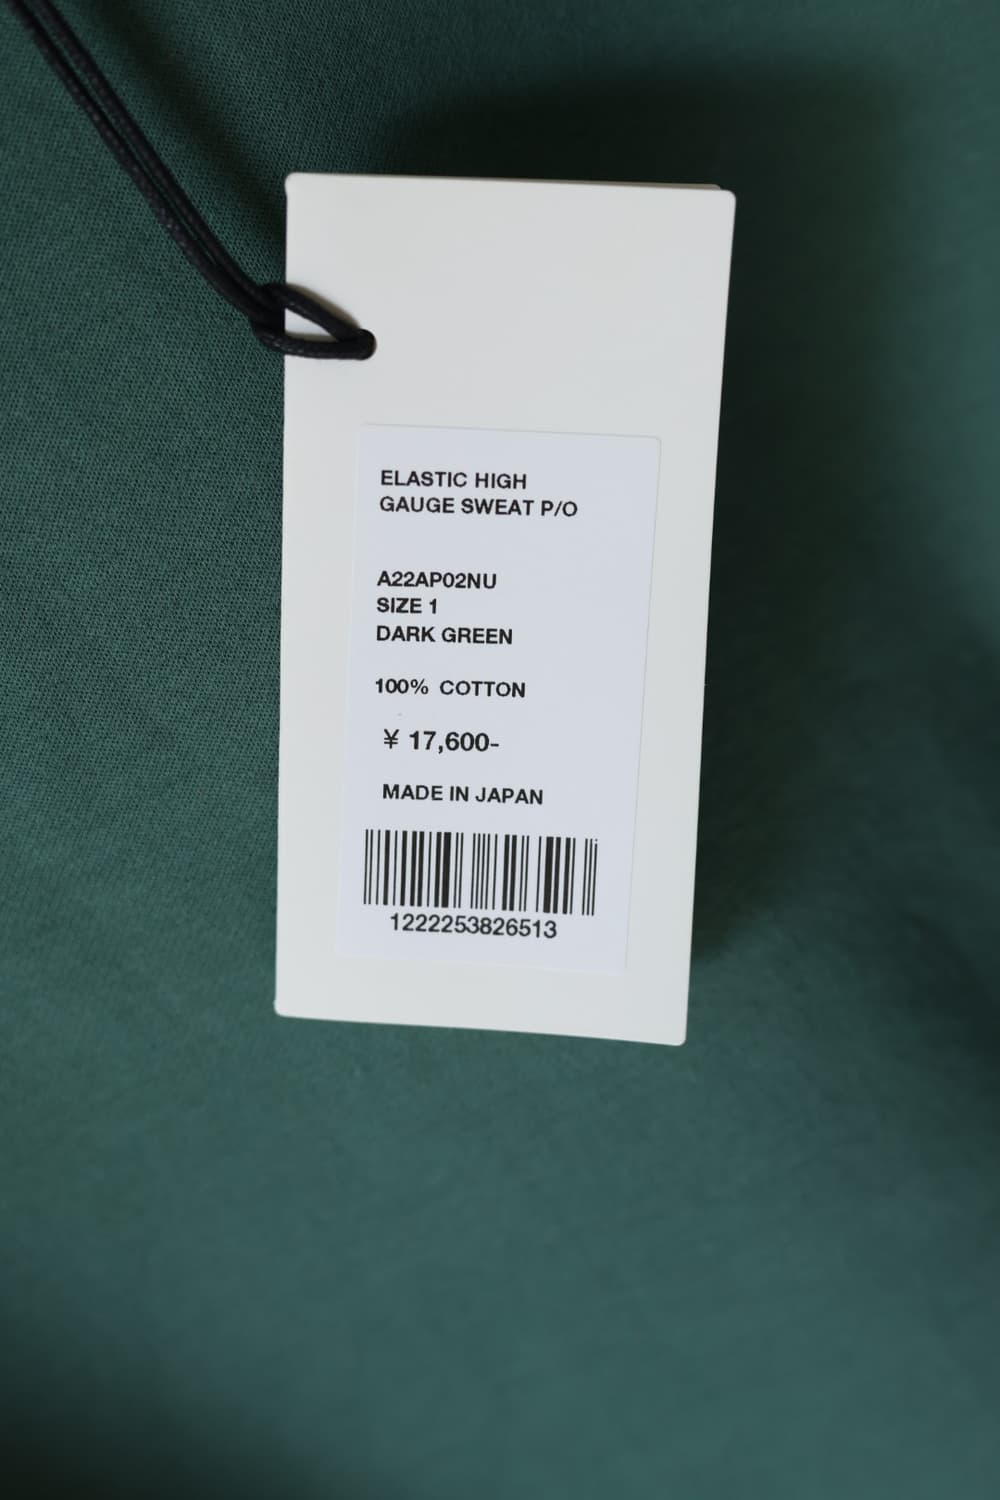 ELASTIC HIGH
GAUGE SWEAT P/O
A22AP02NU
SIZE 1
DARK GREEN
100% COTTON
¥ 17,600-
MADE IN JAPAN
1222253826513